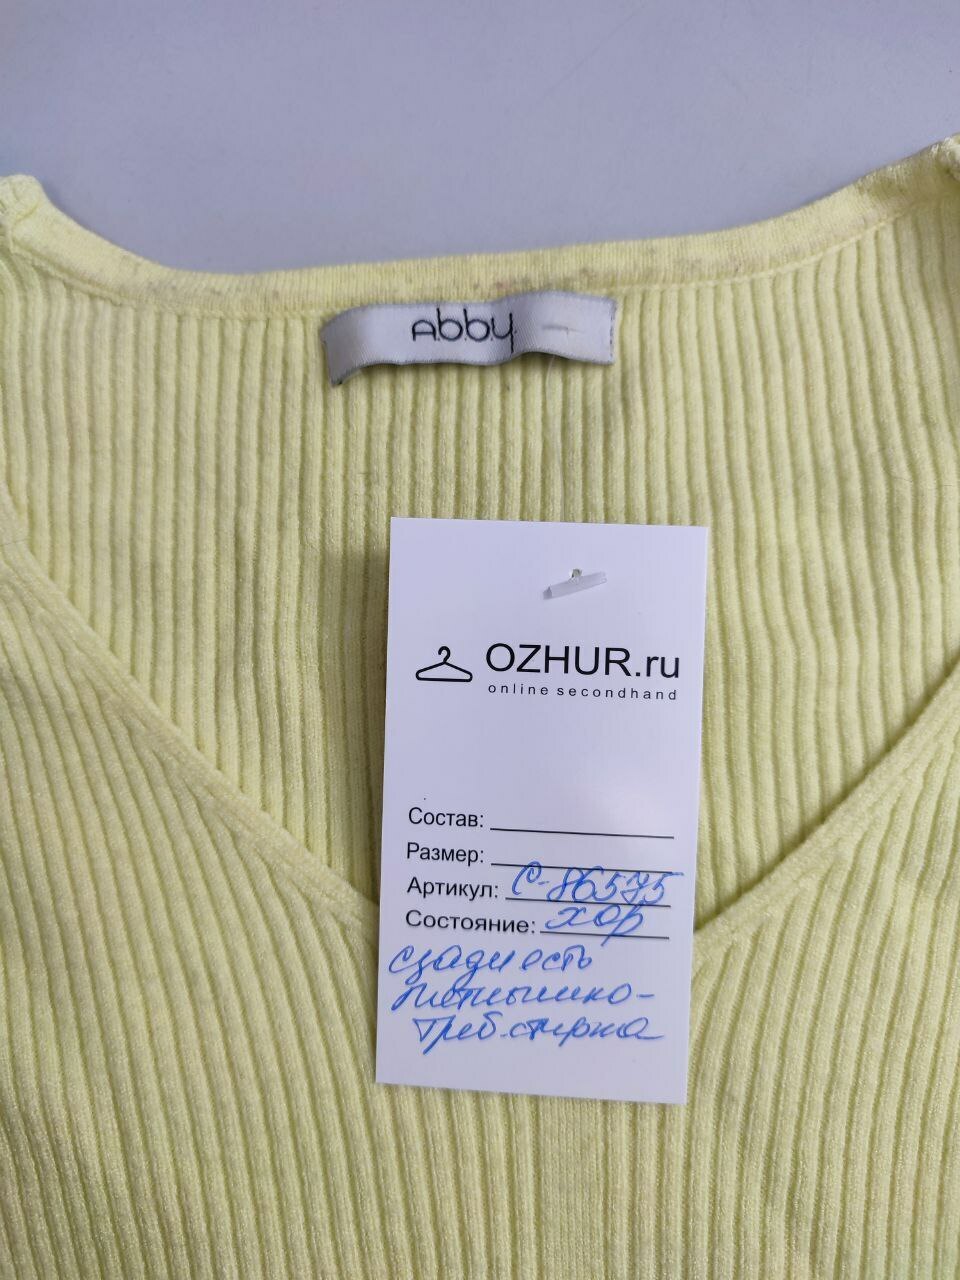 Abby
OZHUR.ru
online secondhand
Состав:
Размер:
Артикул: С-86575
Состояние: хор
сзади есть
пятнышко-
треб. стирка